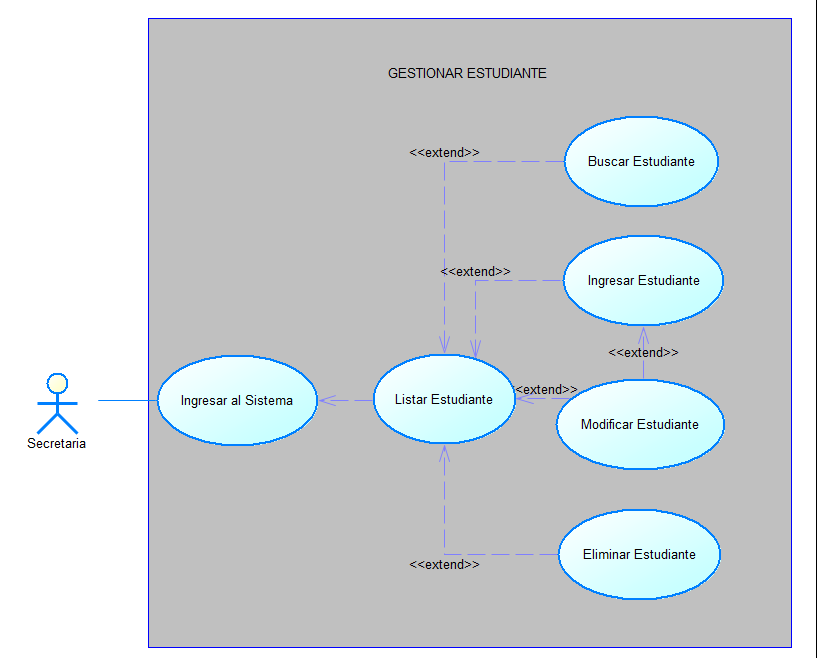 GESTIONAR ESTUDIANTE
<<extend>>
Buscar Estudiante
<<extend>>
Ingresar Estudiante
<<extend>>
<<extend>>
Ingresar al Sistema
Listar Estudiante
Modificar Estudiante
Secretaria
Eliminar Estudiante
<<extend>>